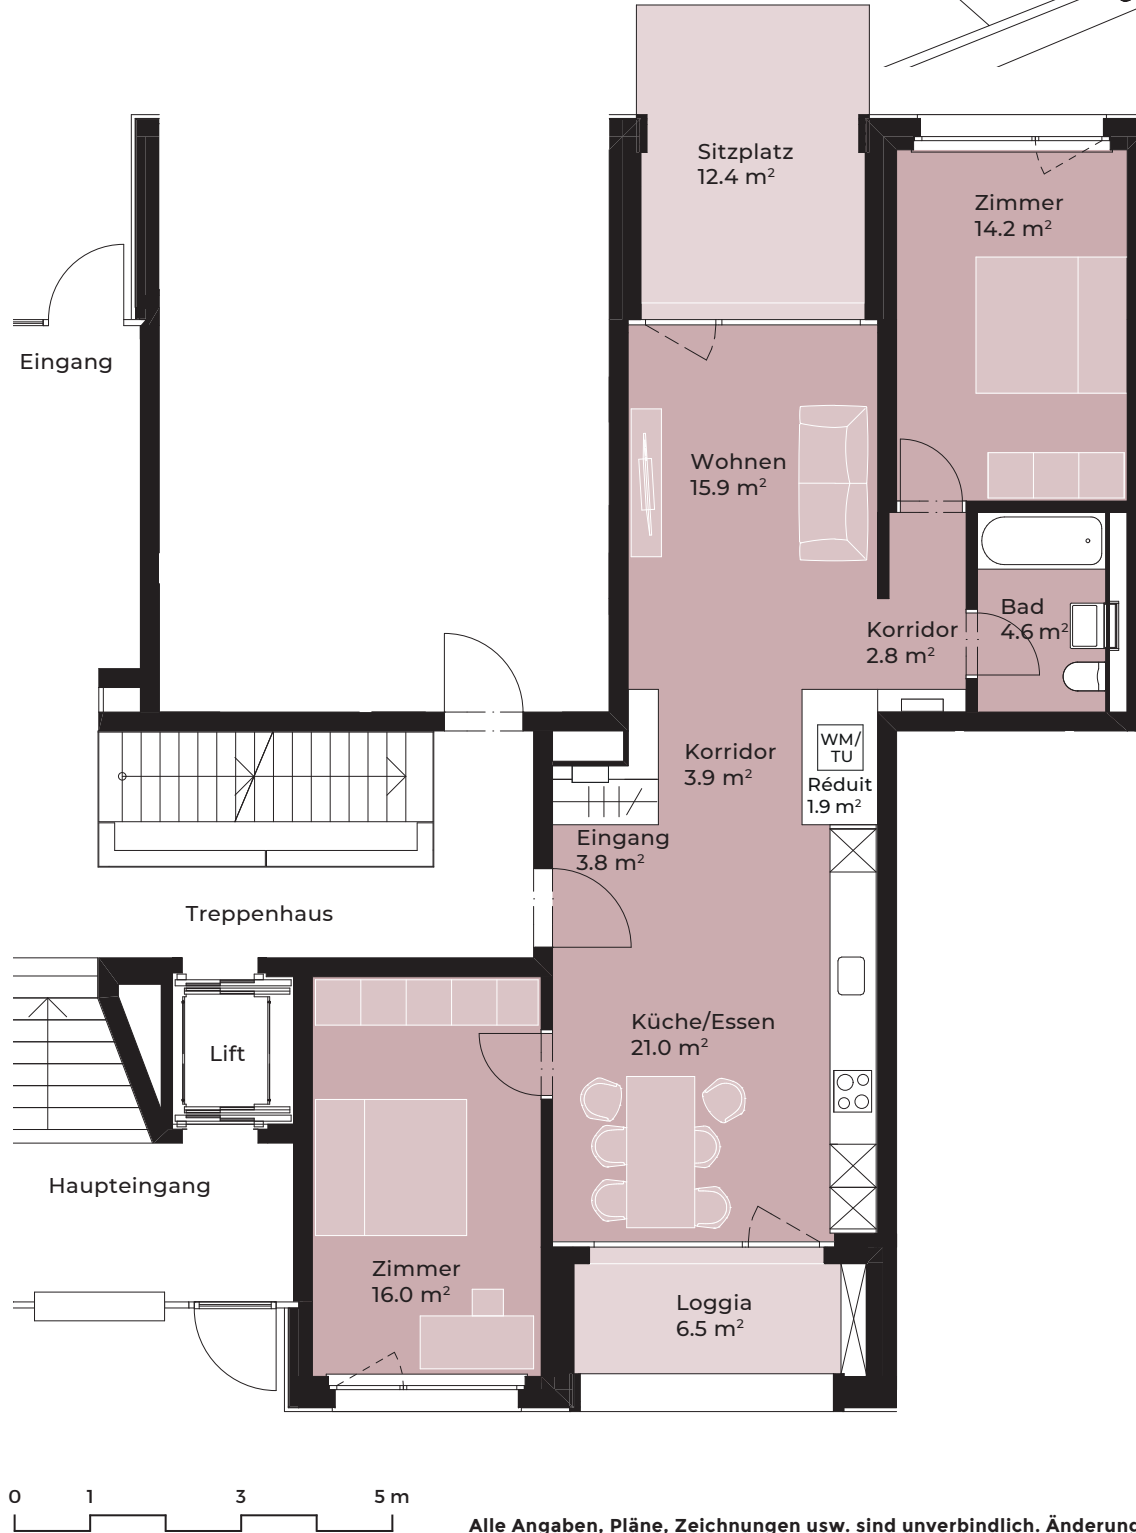 Sitzplatz
12.4 m²
Zimmer
14.2 m²
Eingang
Wohnen
15.9 m²
Bad
4.6 m²
Korridor
2.8 m²
Korridor
3.9 m²
WM/
TU
Réduit
1.9 m²
Eingang
3.8 m²
Treppenhaus
Küche/Essen
21.0 m²
Lift
Haupteingang
Zimmer
16.0 m²
Loggia
6.5 m²
0 1 3 5 m
Alle Angaben, Pläne, Zeichnungen usw. sind unverbindlich. Änderung